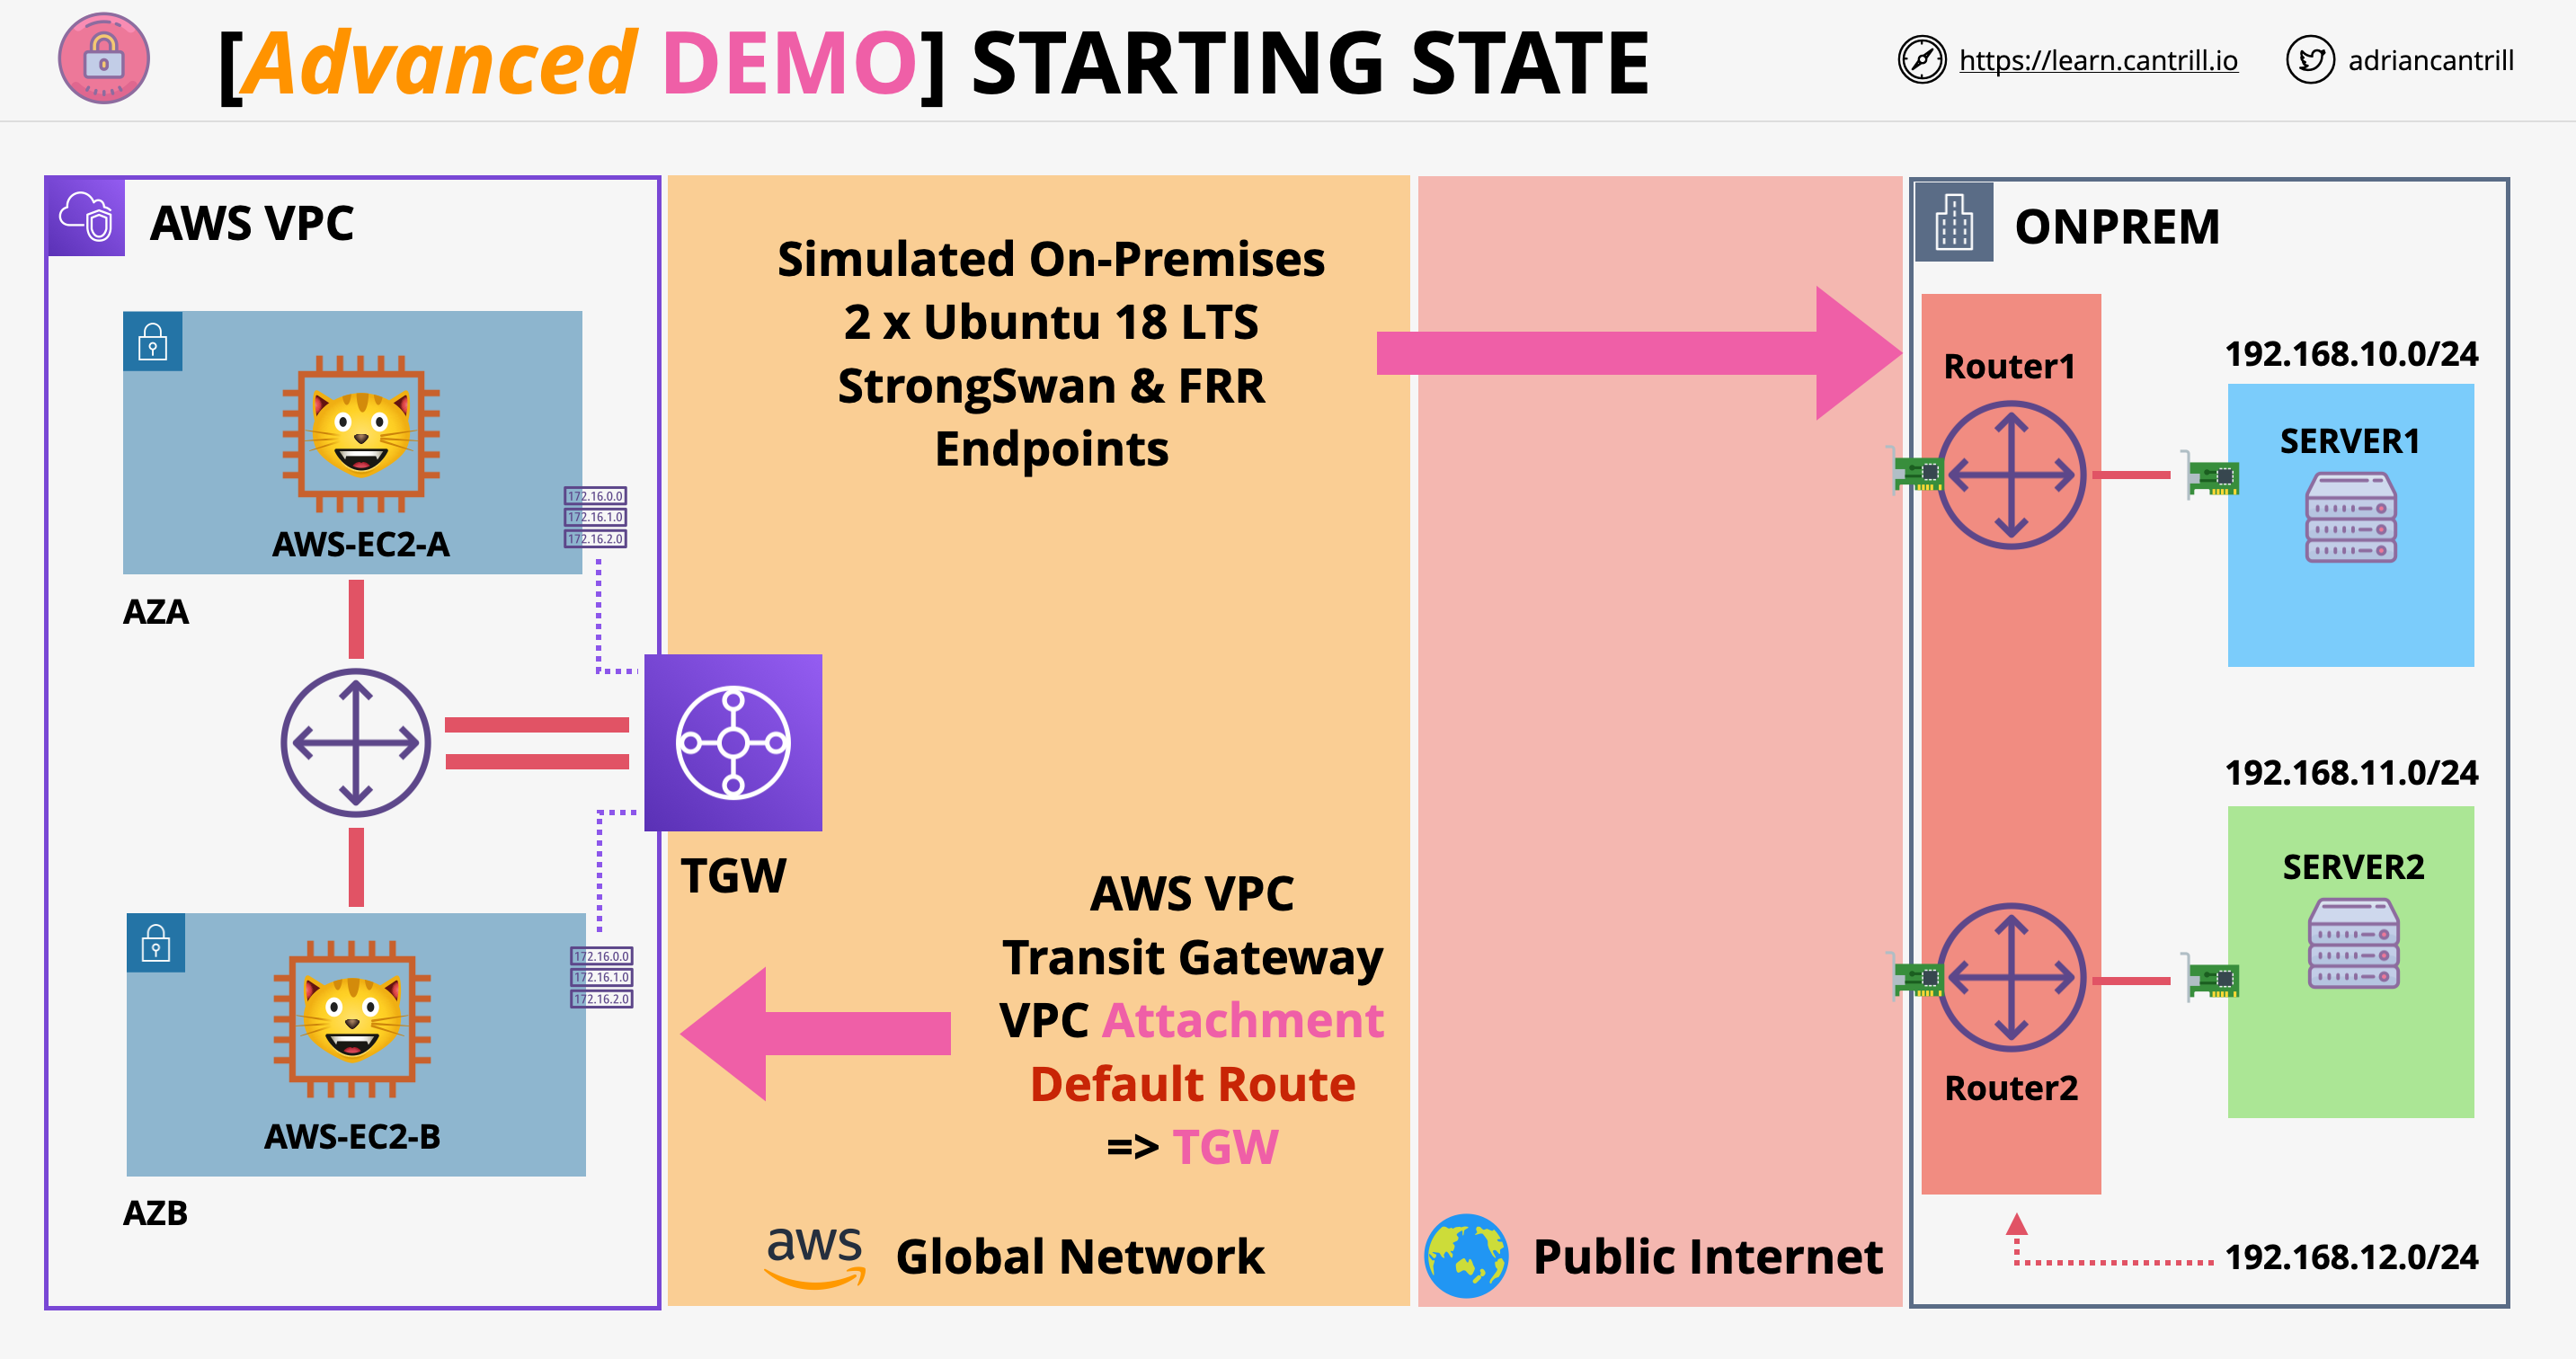 [Advanced DEMO] STARTING STATE
https://learn.cantrill.io
adriancantrill
AWS VPC
AWS-EC2-A
172.16.0.0
172.16.1.0
172.16.2.0
AZA
TGW
AWS-EC2-B
172.16.0.0
172.16.1.0
172.16.2.0
AZB
Simulated On-Premises
2 x Ubuntu 18 LTS
StrongSwan & FRR
Endpoints
AWS VPC
Transit Gateway
VPC Attachment
Default Route
=> TGW
aws
Global Network
Public Internet
ONPREM
Router1
192.168.10.0/24
SERVER1
192.168.11.0/24
SERVER2
Router2
192.168.12.0/24